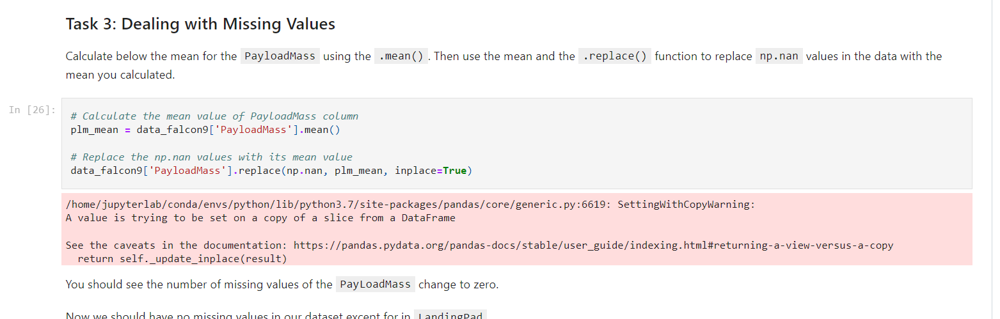 Task 3: Dealing with Missing Values
Calculate below the mean for the PayloadMass using the .mean(). Then use the mean and the .replace() function to replace np.nan values in the data with the
mean you calculated.
In [26]:
# Calculate the mean value of PayloadMass column
plm_mean = data_falcon9['PayloadMass'].mean()
# Replace the np.nan values with its mean value
data_falcon9['PayloadMass'].replace(np.nan, plm_mean, inplace=True)
/home/jupyterlab/conda/envs/python/lib/python3.7/site-packages/pandas/core/generic.py:6619: SettingWithCopyWarning:
A value is trying to be set on a copy of a slice from a DataFrame
See the caveats in the documentation: https://pandas.pydata.org/pandas-docs/stable/user_guide/indexing.html#returning-a-view-versus-a-copy
return self._update_inplace(result)
You should see the number of missing values of the PayLoadMass change to zero.
Now we should have no missing values in our dataset except for in LandingPad